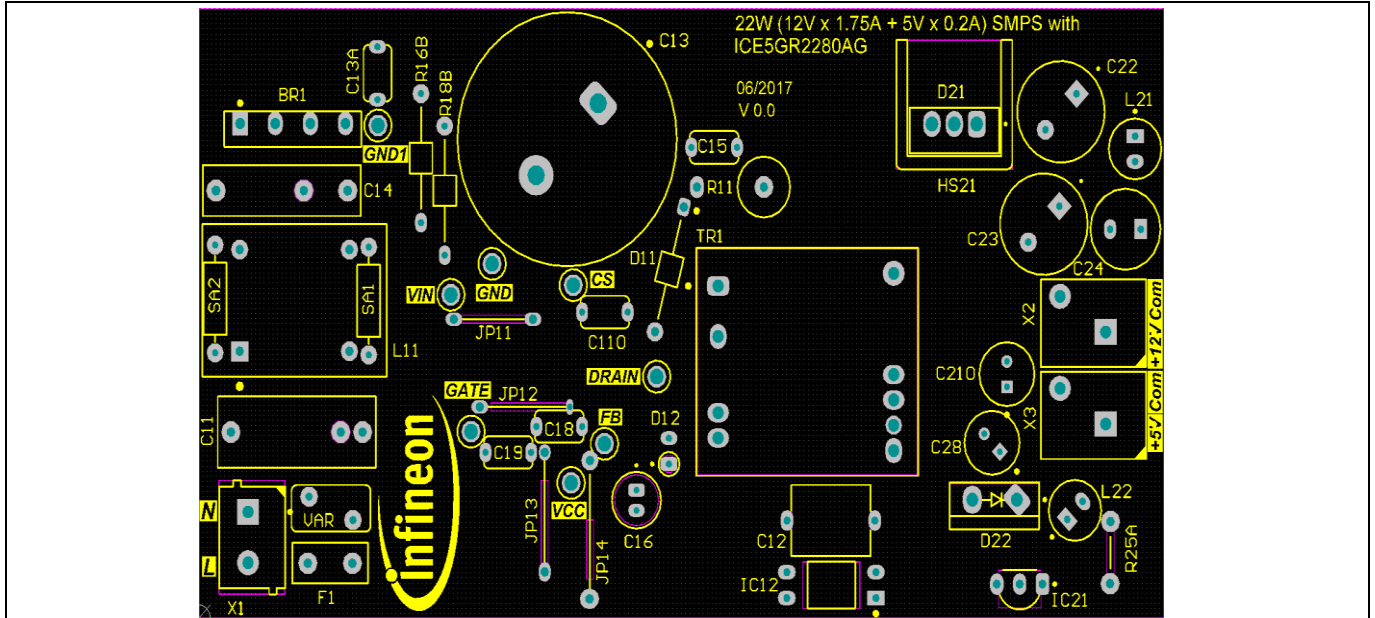 22W (12V x 1.75A + 5V x 0.2A) SMPS with
ICE5GR2280AG
06/2017
V 0.0
C13
C13A
R16B
R18B
BR1
GND1
C14
SA2
SA1
L11
C11
N
L
X1
VAR
F1
infineon
VIN
GND
JP11
CS
C110
D11
C15
R11
TR1
DRAIN
GATE
JP12
C18
C19
FB
D12
VCC
JP13
JP14
C16
C12
IC12
D21
HS21
C22
L21
C23
C24
X2
+12V Com
X3
+5V Com
C210
C28
D22
L22
R25A
IC21